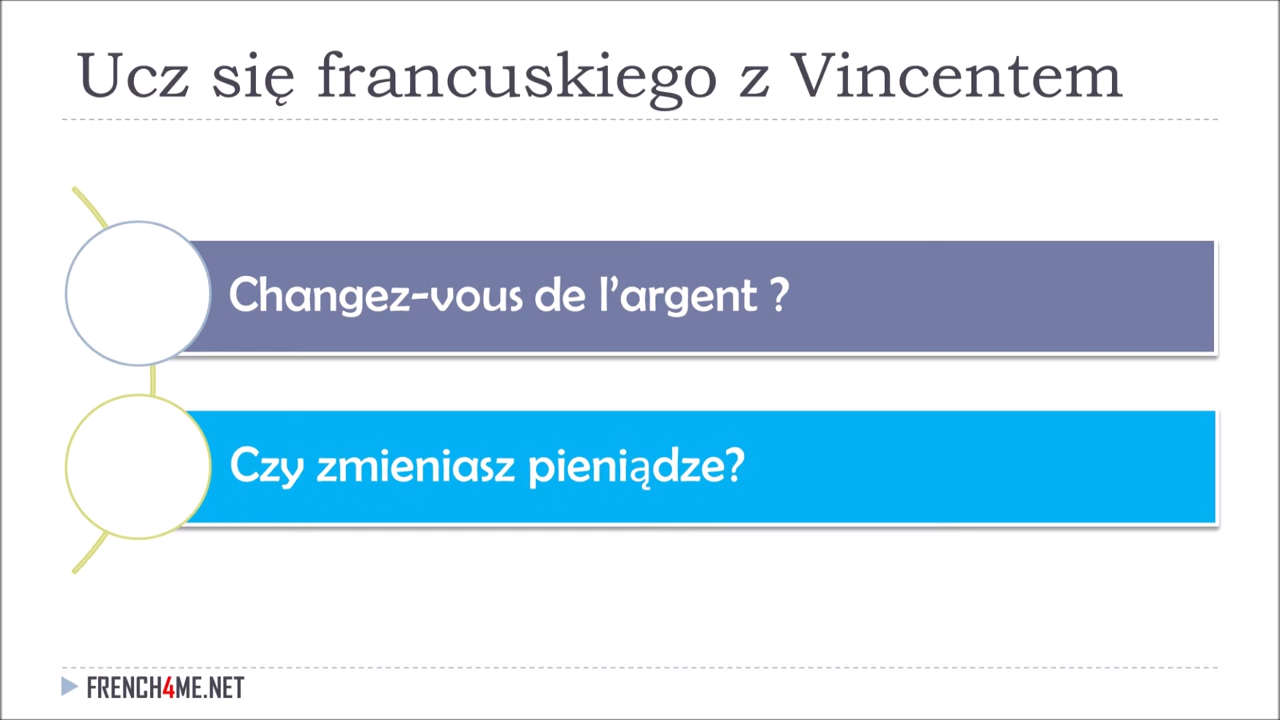 Ucz się francuskiego z Vincentem
Changez-vous de l’argent ?
Czy zmieniasz pieniądze?
FRENCH4ME.NET